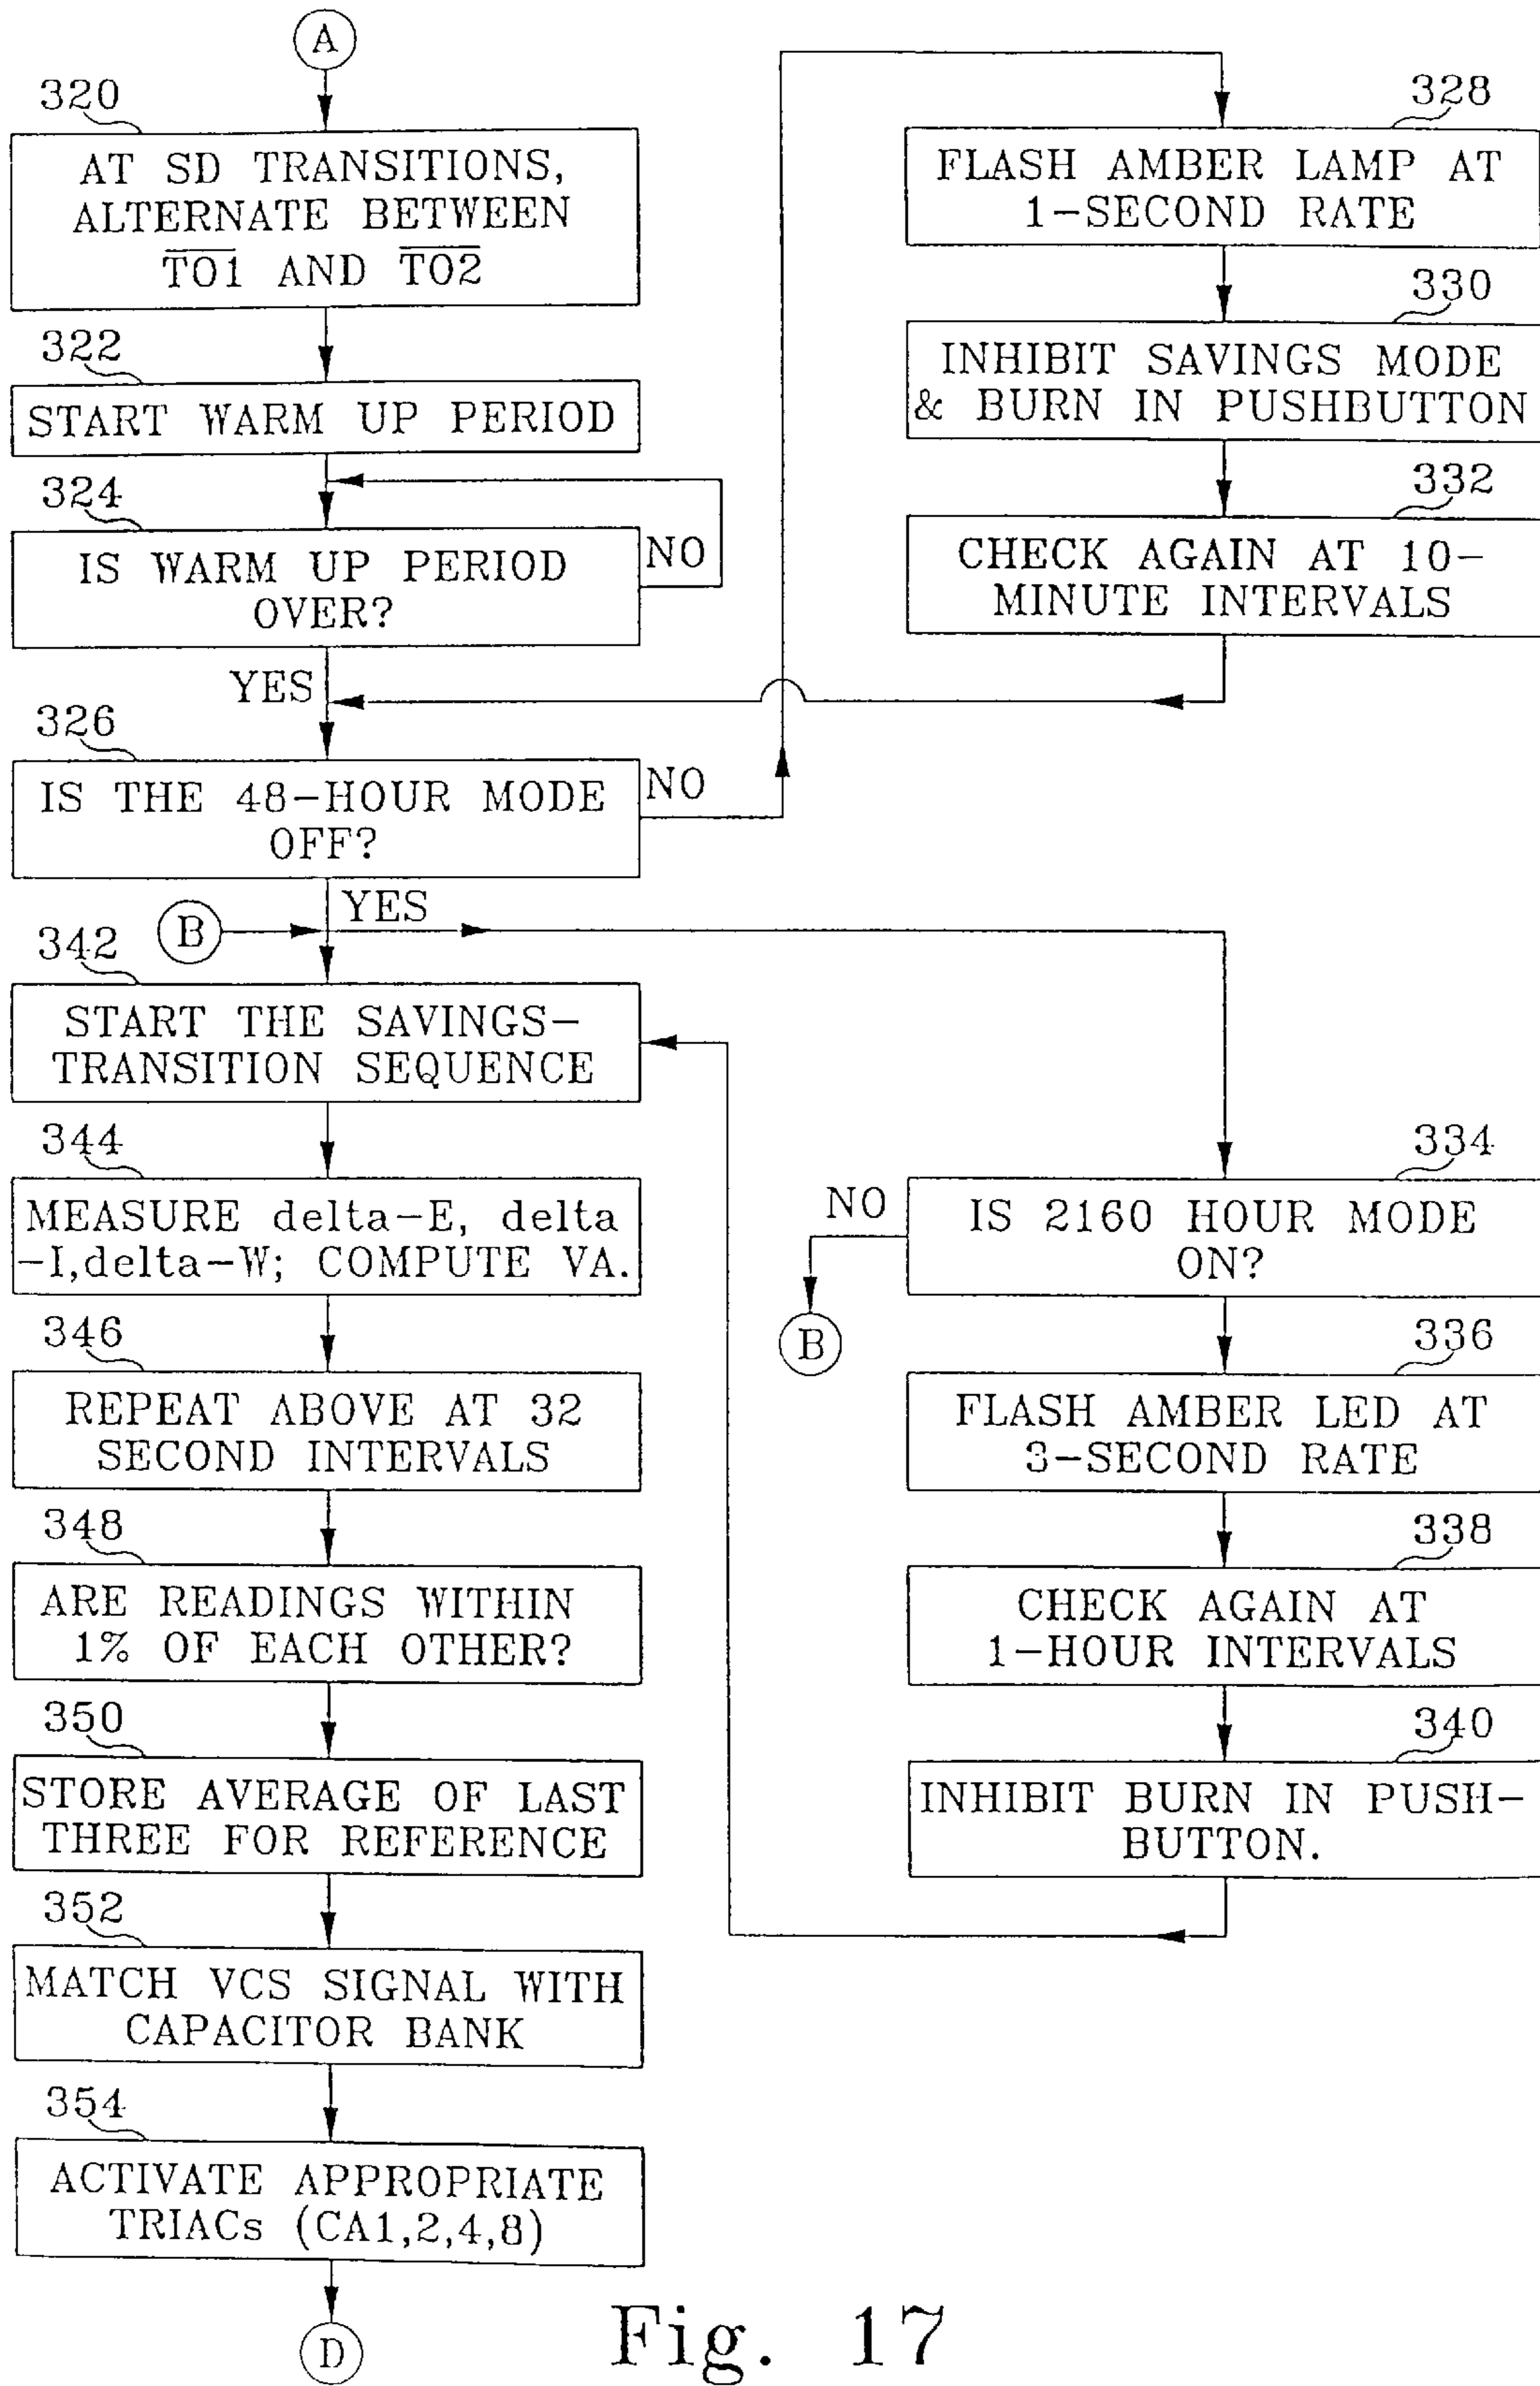 A
320
AT SD TRANSITIONS,
ALTERNATE BETWEEN
T̅O̅1̅ AND T̅O̅2̅
322
START WARM UP PERIOD
324
IS WARM UP PERIOD
OVER?
NO
YES
326
IS THE 48-HOUR MODE
OFF?
NO
YES
328
FLASH AMBER LAMP AT
1-SECOND RATE
330
INHIBIT SAVINGS MODE
& BURN IN PUSHBUTTON
332
CHECK AGAIN AT 10-
MINUTE INTERVALS
B
342
START THE SAVINGS-
TRANSITION SEQUENCE
344
MEASURE delta-E, delta
-I,delta-W; COMPUTE VA.
346
REPEAT ABOVE AT 32
SECOND INTERVALS
348
ARE READINGS WITHIN
1% OF EACH OTHER?
350
STORE AVERAGE OF LAST
THREE FOR REFERENCE
352
MATCH VCS SIGNAL WITH
CAPACITOR BANK
354
ACTIVATE APPROPRIATE
TRIACs (CA1,2,4,8)
D
334
IS 2160 HOUR MODE
ON?
NO
B
336
FLASH AMBER LED AT
3-SECOND RATE
338
CHECK AGAIN AT
1-HOUR INTERVALS
340
INHIBIT BURN IN PUSH-
BUTTON.
Fig. 17